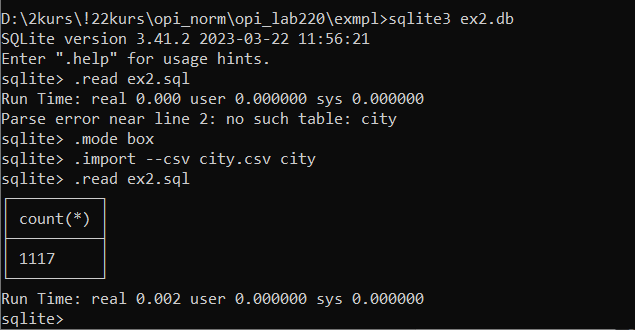 D:\2kurs\!22kurs\opi_norm\opi_lab220\exmpl>sqlite3 ex2.db
SQLite version 3.41.2 2023-03-22 11:56:21
Enter ".help" for usage hints.
sqlite> .read ex2.sql
Run Time: real 0.000 user 0.000000 sys 0.000000
Parse error near line 2: no such table: city
sqlite> .mode box
sqlite> .import --csv city.csv city
sqlite> .read ex2.sql
count(*)
1117
Run Time: real 0.002 user 0.000000 sys 0.000000
sqlite>